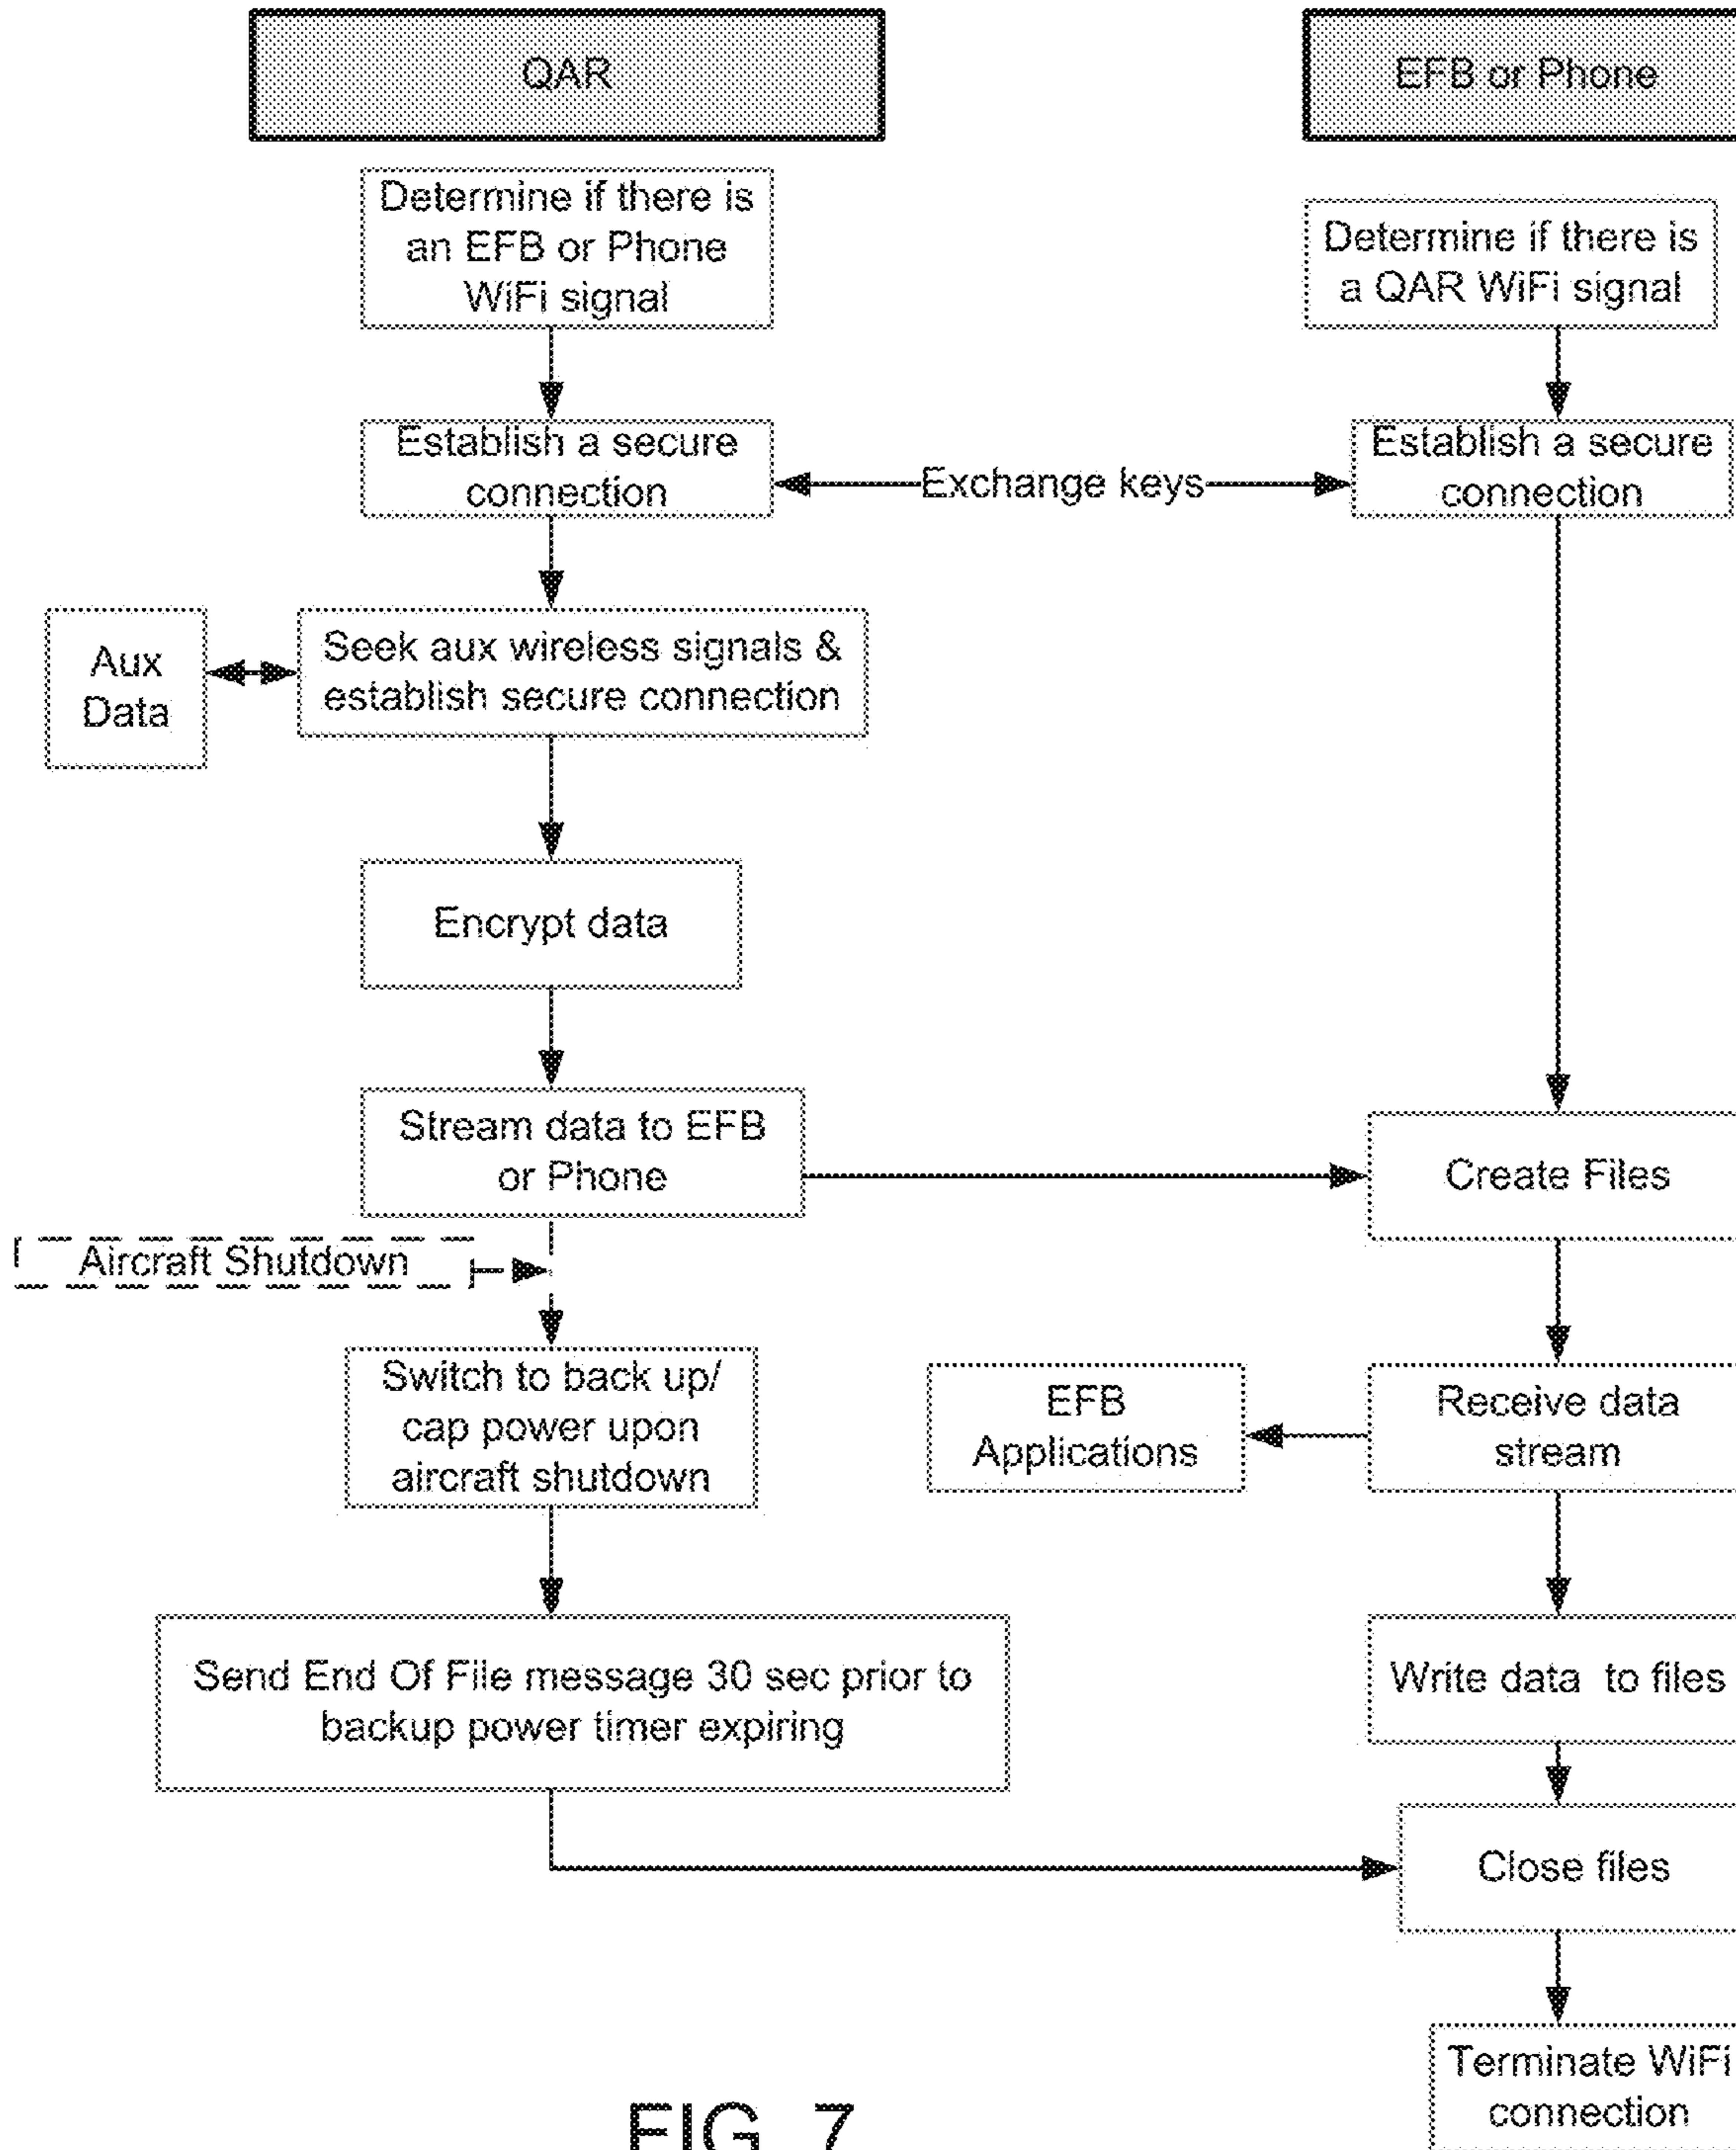 QAR
EFB or Phone
Determine if there is
an EFB or Phone
WiFi signal
Determine if there is
a QAR WiFi signal
Establish a secure
connection
Exchange keys
Establish a secure
connection
Aux
Data
Seek aux wireless signals &
establish secure connection
Encrypt data
Stream data to EFB
or Phone
Create Files
Aircraft Shutdown
Switch to back up/
cap power upon
aircraft shutdown
EFB
Applications
Receive data
stream
Send End Of File message 30 sec prior to
backup power timer expiring
Write data to files
Close files
Terminate WiFi
connection
FIG. 7